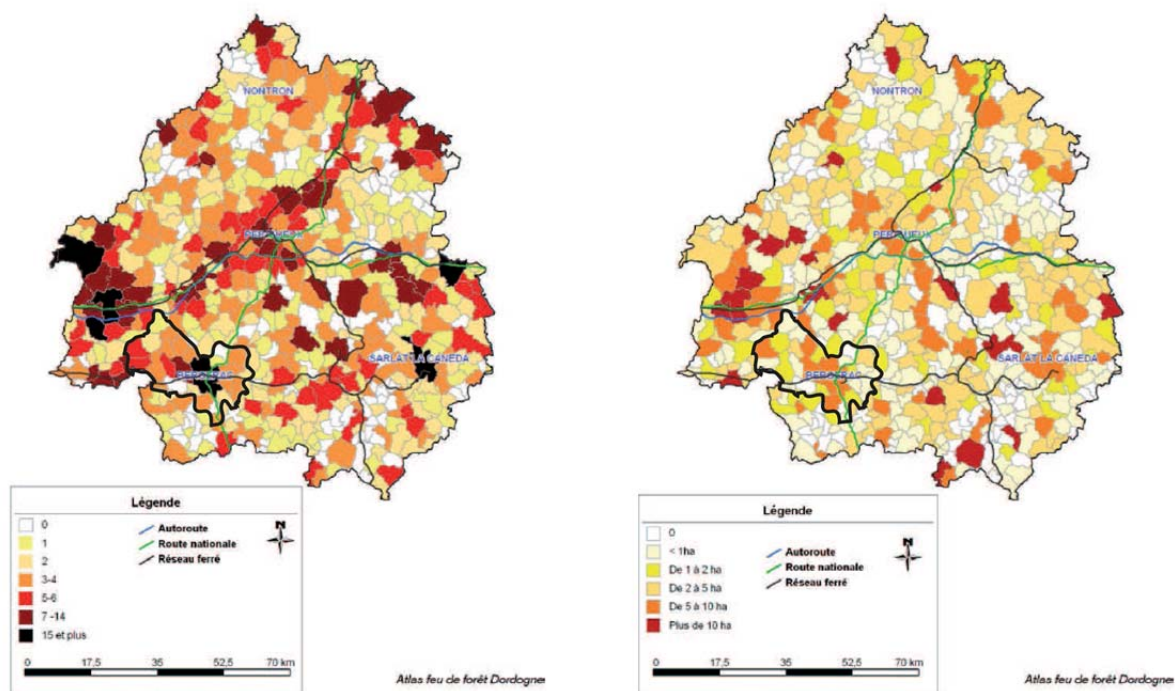 NONTRON
PERIGUEUX
SARLAT LA CANEDA
BERGERAC
Légende
0
1
2
3-4
5-6
7 -14
15 et plus
Autoroute
Route nationale
Réseau ferré
N
0 17,5 35 52,5 70 km
Atlas feu de forêt Dordogne
NONTRON
PERIGUEUX
SARLAT LA CANEDA
BERGERAC
Légende
0
< 1ha
De 1 à 2 ha
De 2 à 5 ha
De 5 à 10 ha
Plus de 10 ha
Autoroute
Route nationale
Réseau ferré
N
0 17,5 35 52,5 70 km
Atlas feu de forêt Dordogne